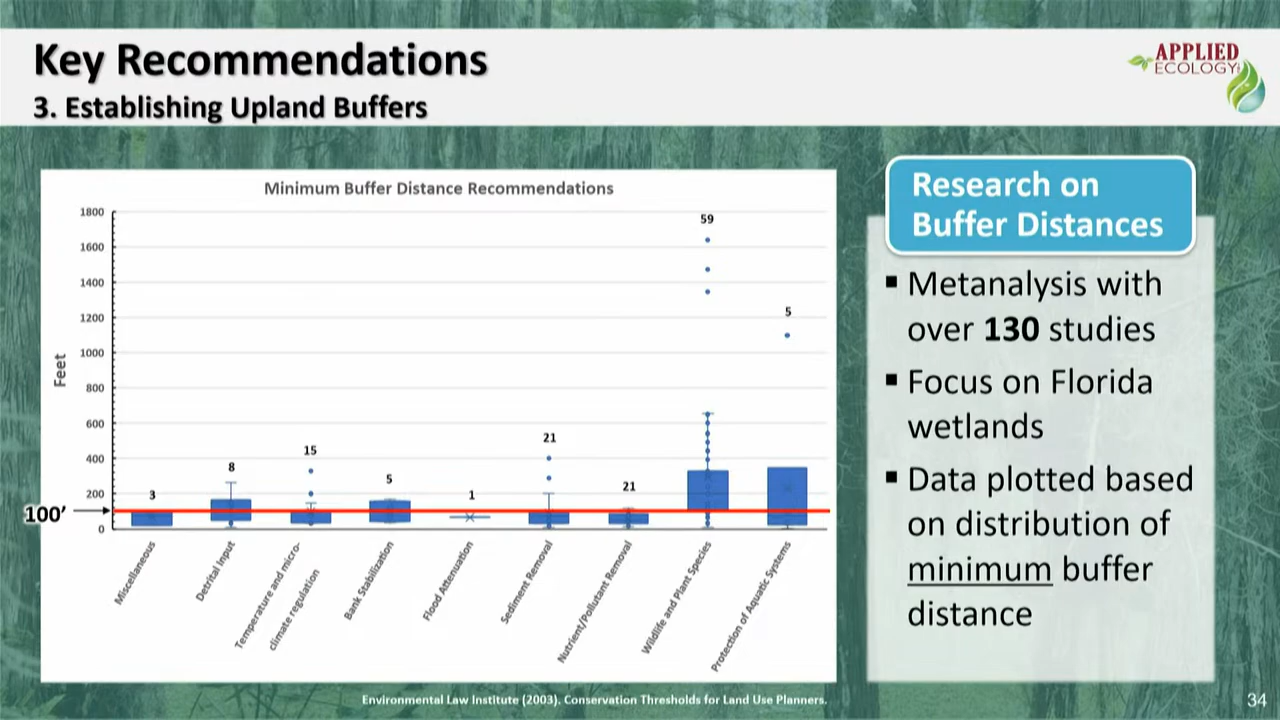 Key Recommendations
3. Establishing Upland Buffers
APPLIED
ECOLOGY
Minimum Buffer Distance Recommendations
1800
1600
1400
1200
1000
800
600
400
200
0
Feet
100’
3
8
15
5
1
21
21
59
5
Miscellaneous
Detrital Input
Temperature and micro-
climate regulation
Bank Stabilization
Flood Attenuation
Sediment Removal
Nutrient/Pollutant Removal
Wildlife and Plant Species
Protection of Aquatic Systems
Research on
Buffer Distances
▪ Metanalysis with
over 130 studies
▪ Focus on Florida
wetlands
▪ Data plotted based
on distribution of
minimum buffer
distance
Environmental Law Institute (2003). Conservation Thresholds for Land Use Planners.
34